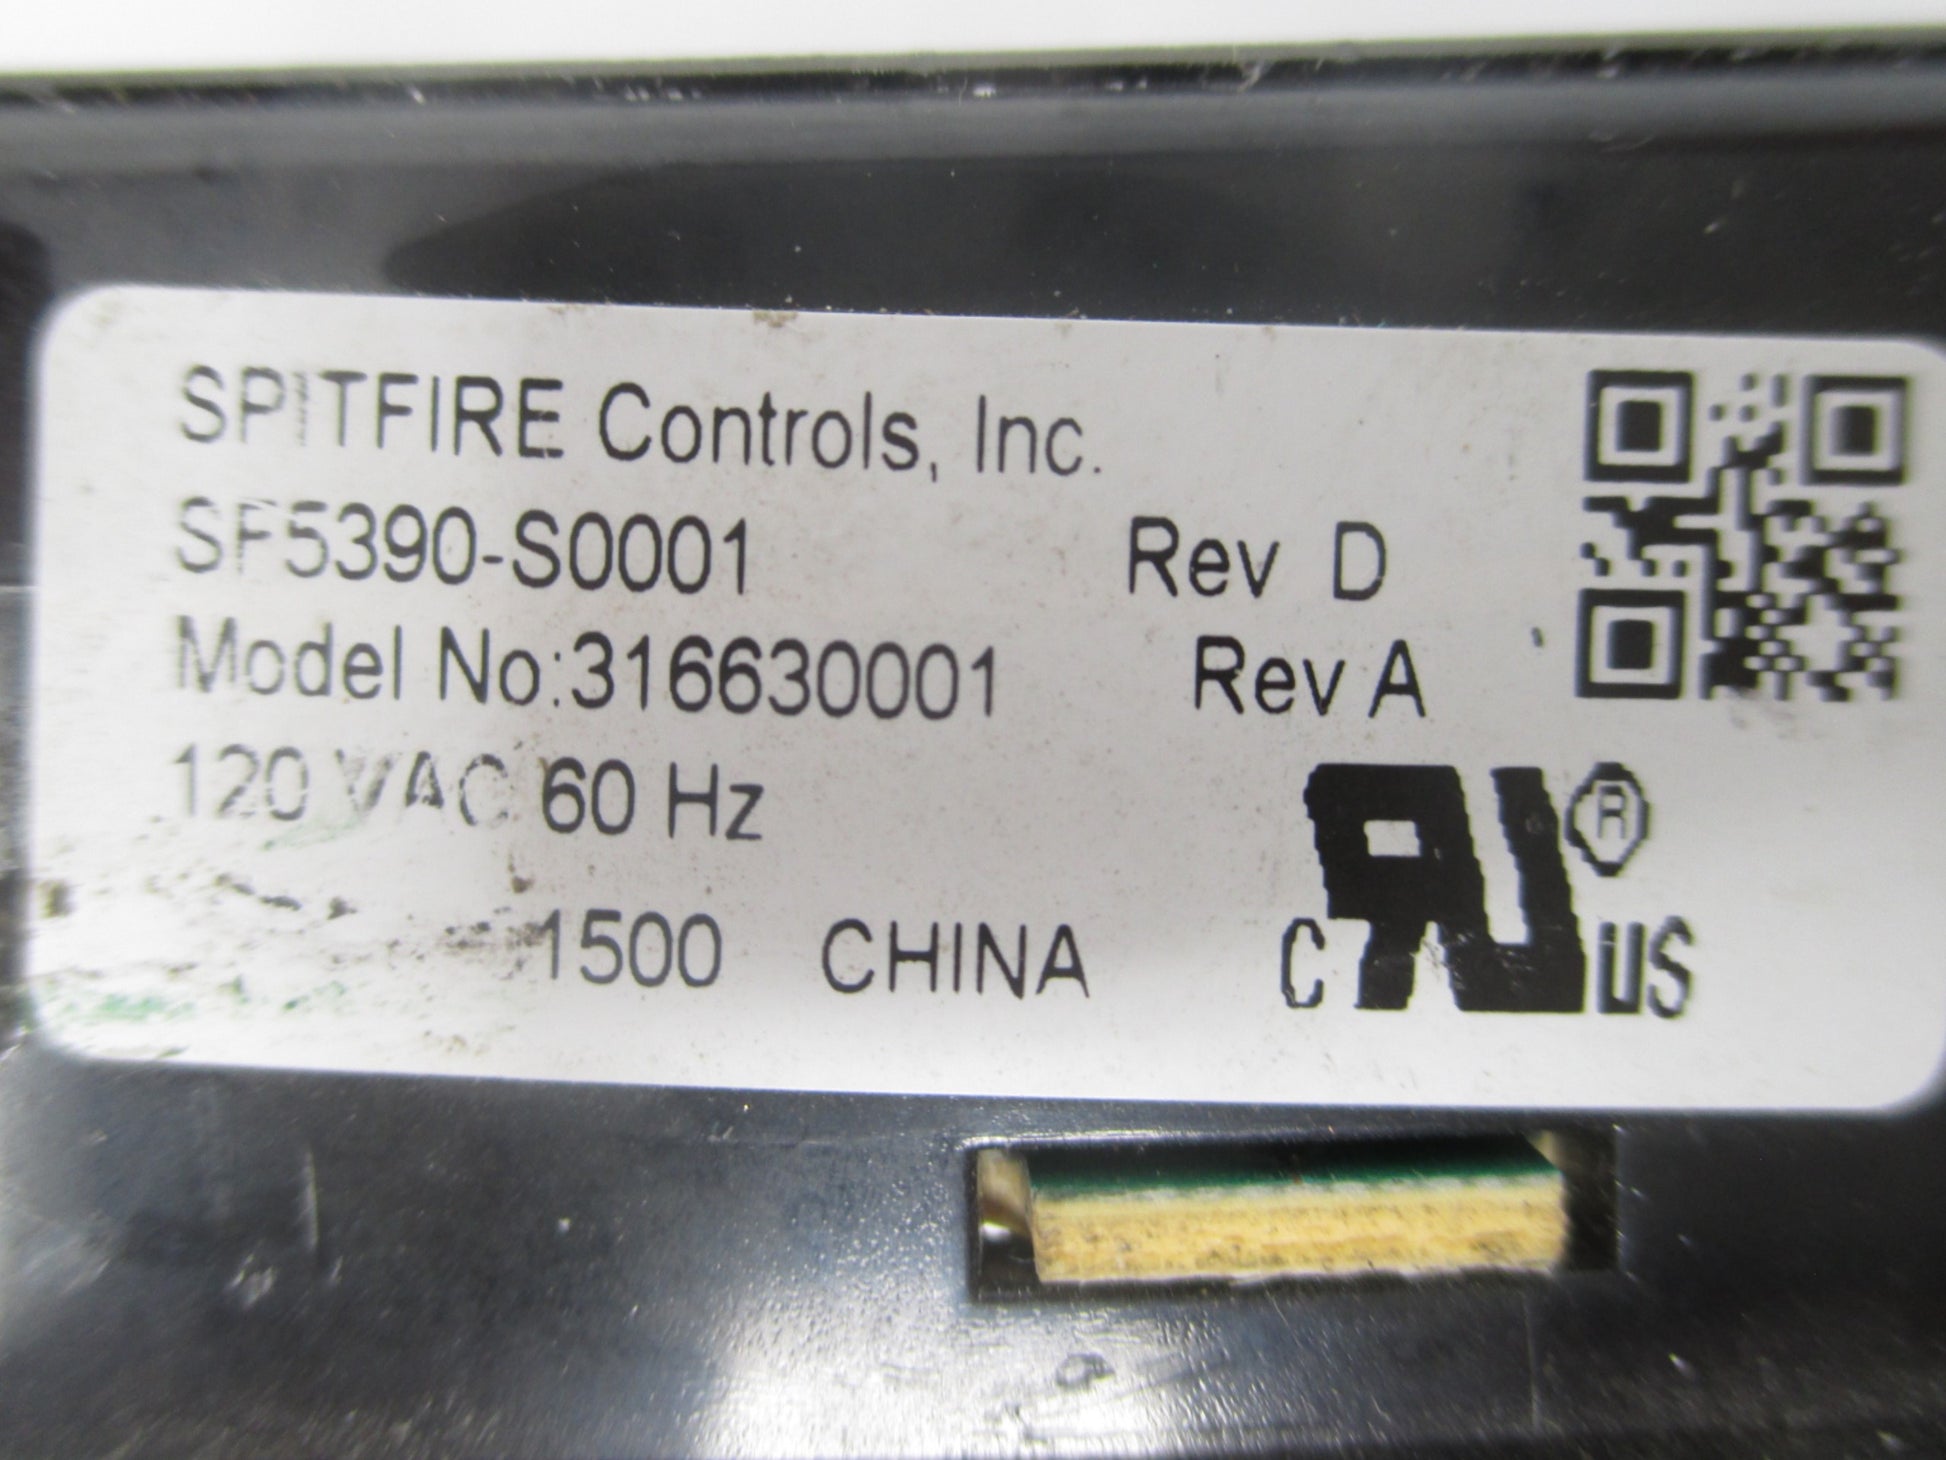 SPITFIRE Controls, Inc.
SF5390-S0001 Rev D
Model No:316630001 Rev A
120 VAC 60 Hz
1500 CHINA
®
c US